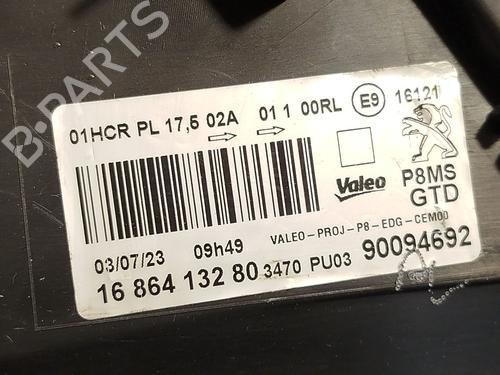 B-PARTS
01HCR PL 17,5 02A 01 1 00RL E9 16121
Valeo
P8MS
GTD
03/07/23 09h49 VALEO-PROJ-P8-EDG-CEM00
16 864 132 80 3470 PU03 90094692